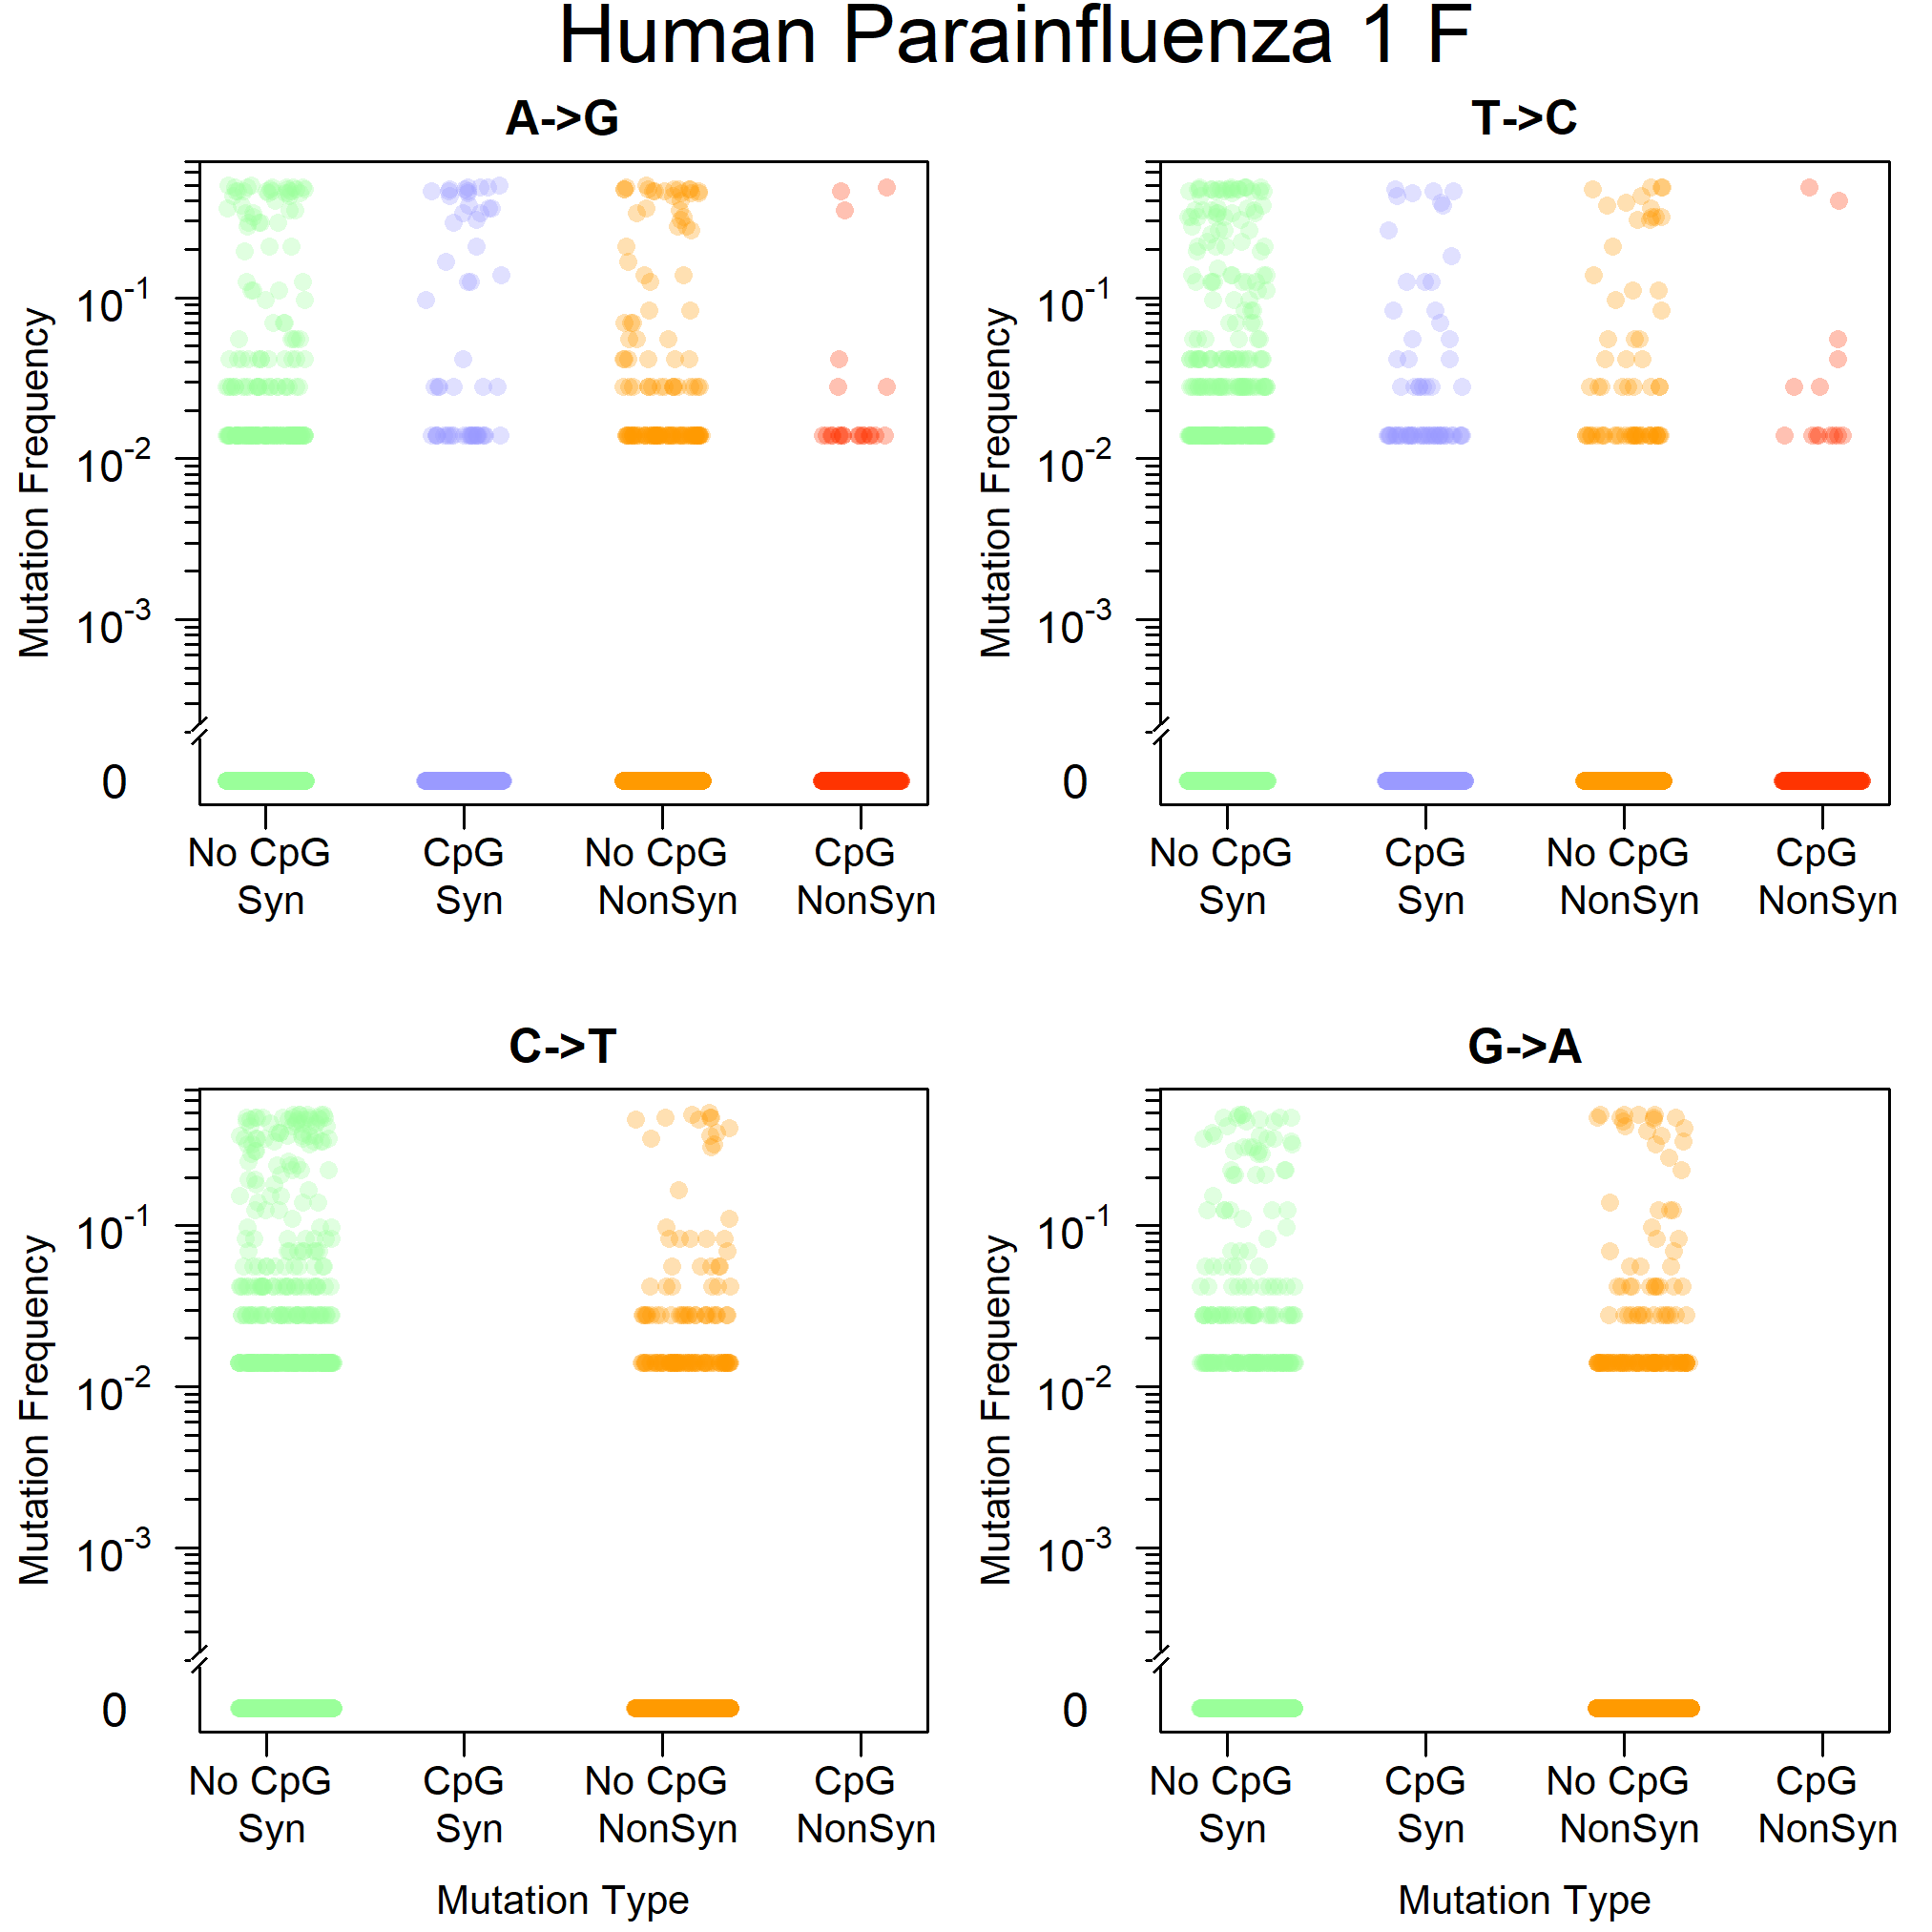 Human Parainfluenza 1 F
A->G
Mutation Frequency
10-1
10-2
10-3
0
No CpG CpG No CpG CpG
Syn Syn NonSyn NonSyn
T->C
Mutation Frequency
10-1
10-2
10-3
0
No CpG CpG No CpG CpG
Syn Syn NonSyn NonSyn
C->T
Mutation Frequency
10-1
10-2
10-3
0
No CpG CpG No CpG CpG
Syn Syn NonSyn NonSyn
Mutation Type
G->A
Mutation Frequency
10-1
10-2
10-3
0
No CpG CpG No CpG CpG
Syn Syn NonSyn NonSyn
Mutation Type